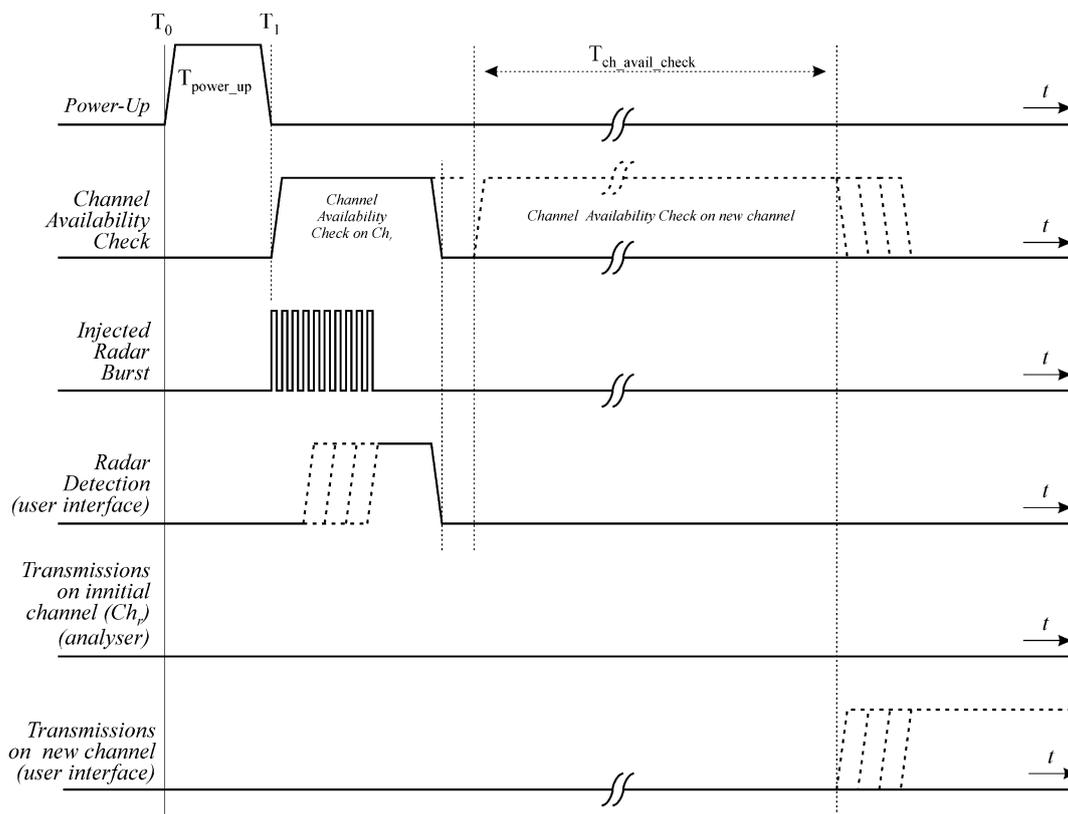 T0 T1
Tpower_up
Tch_avail_check
Power-Up
t
Channel
Availability
Check
Channel
Availability
Check on Chr
Channel Availability Check on new channel
t
Injected
Radar
Burst
t
Radar
Detection
(user interface)
t
Transmissions
on innitial
channel (Chr)
(analyser)
t
Transmissions
on new channel
(user interface)
t